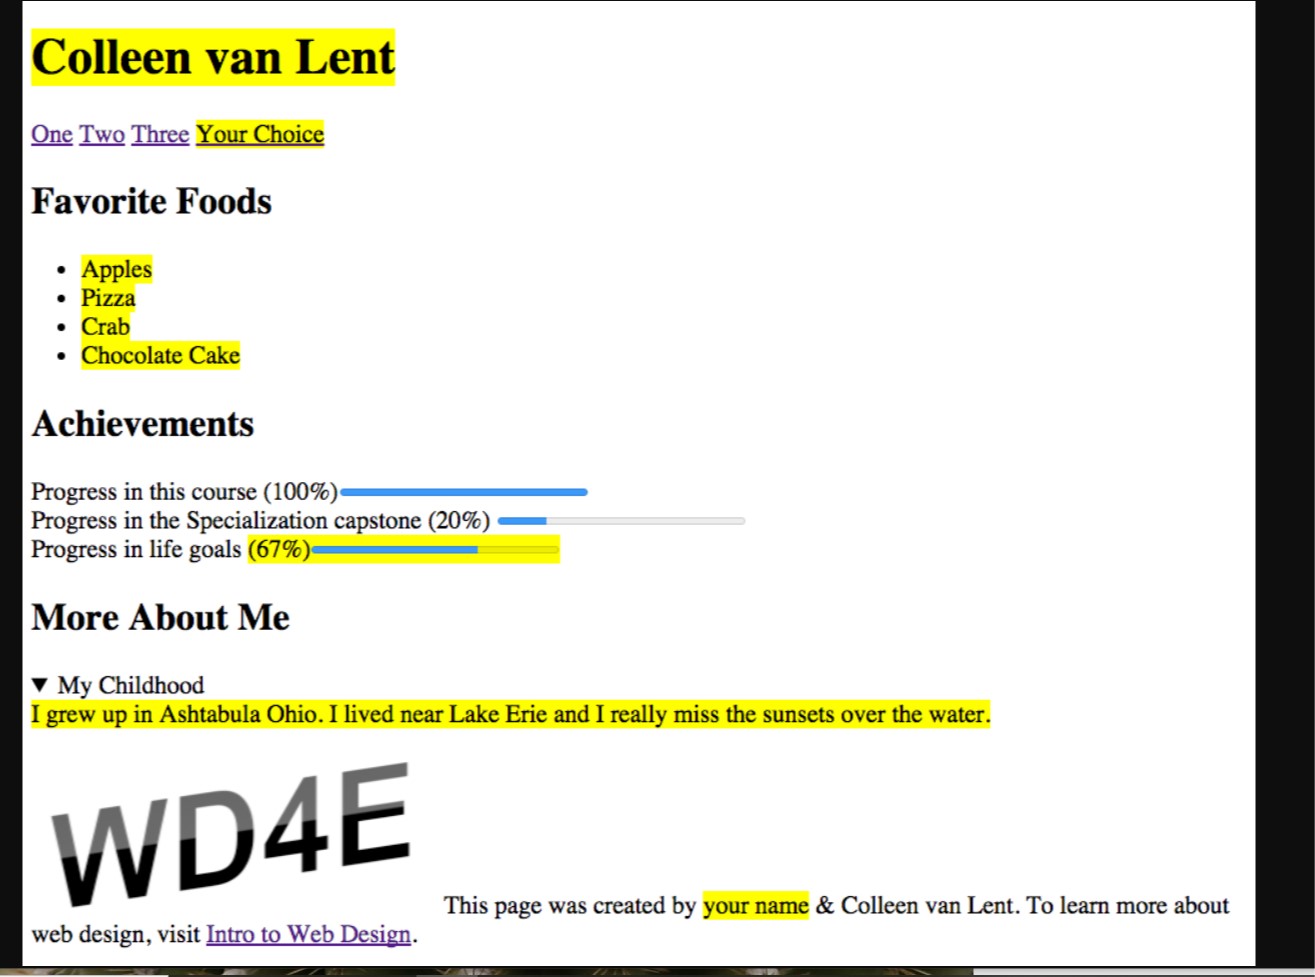 Colleen van Lent
One Two Three Your Choice
Favorite Foods
• Apples
• Pizza
• Crab
• Chocolate Cake
Achievements
Progress in this course (100%)
Progress in the Specialization capstone (20%)
Progress in life goals (67%)
More About Me
▼ My Childhood
I grew up in Ashtabula Ohio. I lived near Lake Erie and I really miss the sunsets over the water.
WD4E
This page was created by your name & Colleen van Lent. To learn more about
web design, visit Intro to Web Design.